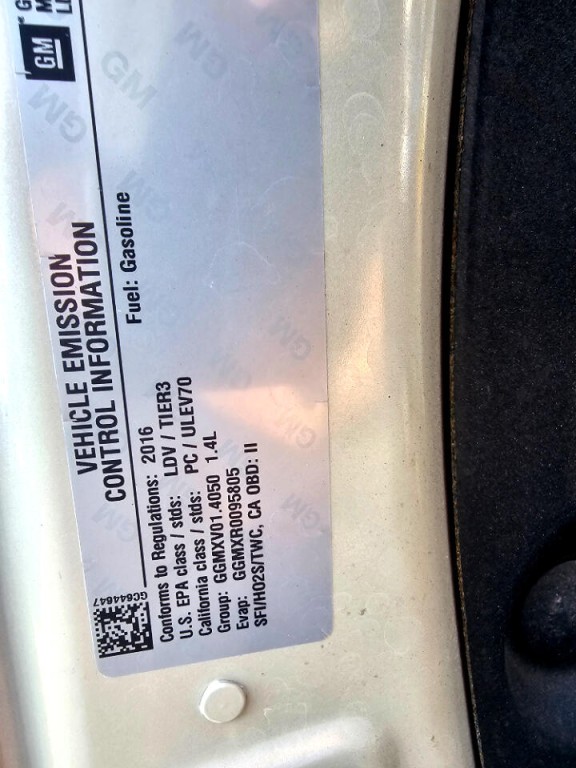 GM
VEHICLE EMISSION
CONTROL INFORMATION
GC644647
Conforms to Regulations: 2016
Fuel: Gasoline
U.S. EPA class / stds: LDV / TIER3
California class / stds: PC / ULEV70
Group: GGMXV01.4050 1.4L
Evap: GGMXR0095805
SFI/HO2S/TWC, CA OBD: II